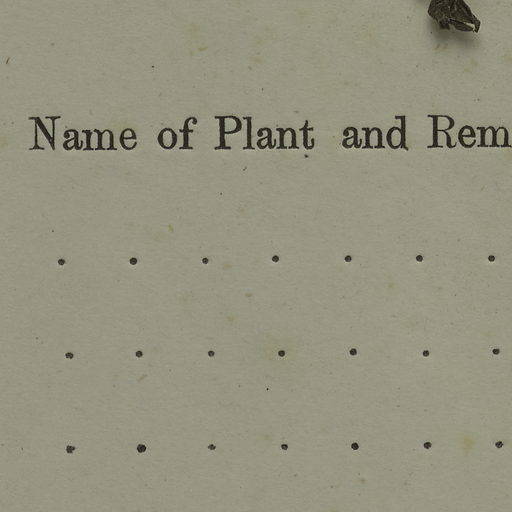 Name of Plant and Rem
. . . . . . .
. . . . . . .
. . . . . . .